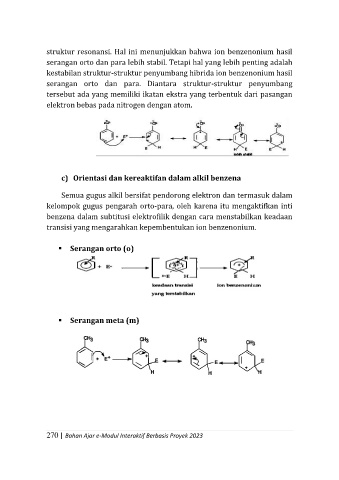 struktur resonansi. Hal ini menunjukkan bahwa ion benzenonium hasil
serangan orto dan para lebih stabil. Tetapi hal yang lebih penting adalah
kestabilan struktur-struktur penyumbang hibrida ion benzenonium hasil
serangan orto dan para. Diantara struktur-struktur penyumbang
tersebut ada yang memiliki ikatan ekstra yang terbentuk dari pasangan
elektron bebas pada nitrogen dengan atom.
+ E+
E H H E H E E H
c) Orientasi dan kereaktifan dalam alkil benzena
Semua gugus alkil bersifat pendorong elektron dan termasuk dalam
kelompok gugus pengarah orto-para, oleh karena itu mengaktifkan inti
benzena dalam subtitusi elektrofilik dengan cara menstabilkan keadaan
transisi yang mengarahkan kepembentukan ion benzenonium.
▪ Serangan orto (o)
R R R
+ E+
E H E H
keadaan transisi ion benzenonium
yang terstabilkan
▪ Serangan meta (m)
CH3 CH3 CH3 CH3
+ E+ E E E
H H H
270 | Bahan Ajar e-Modul Interaktif Berbasis Proyek 2023